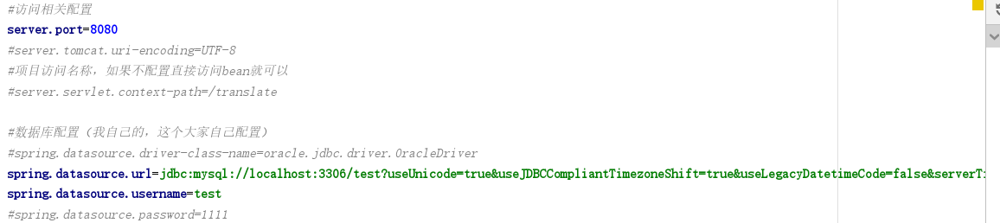 #访问相关配置
server.port=8080
#server.tomcat.uri-encoding=UTF-8
#项目访问名称，如果不配置直接访问bean就可以
#server.servlet.context-path=/translate
#数据库配置（我自己的，这个大家自己配置）
#spring.datasource.driver-class-name=oracle.jdbc.driver.OracleDriver
spring.datasource.url=jdbc:mysql://localhost:3306/test?useUnicode=true&useJDBCCompliantTimezoneShift=true&useLegacyDatetimeCode=false&serverT
spring.datasource.username=test
#spring.datasource.password=1111